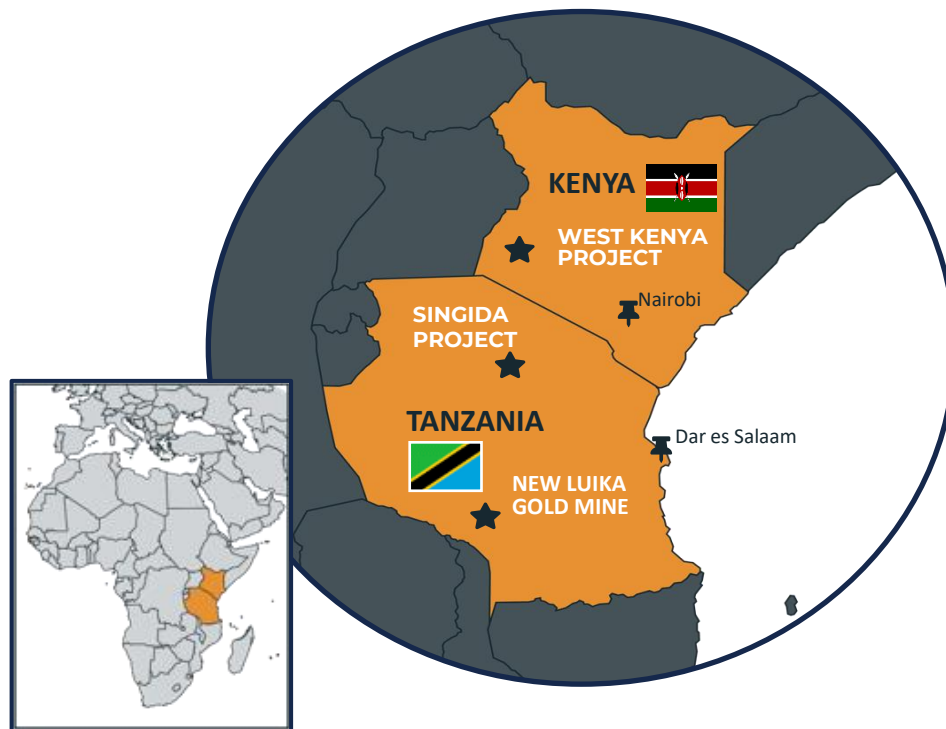 KENYA
WEST KENYA
PROJECT
Nairobi
SINGIDA
PROJECT
TANZANIA
Dar es Salaam
NEW LUIKA
GOLD MINE